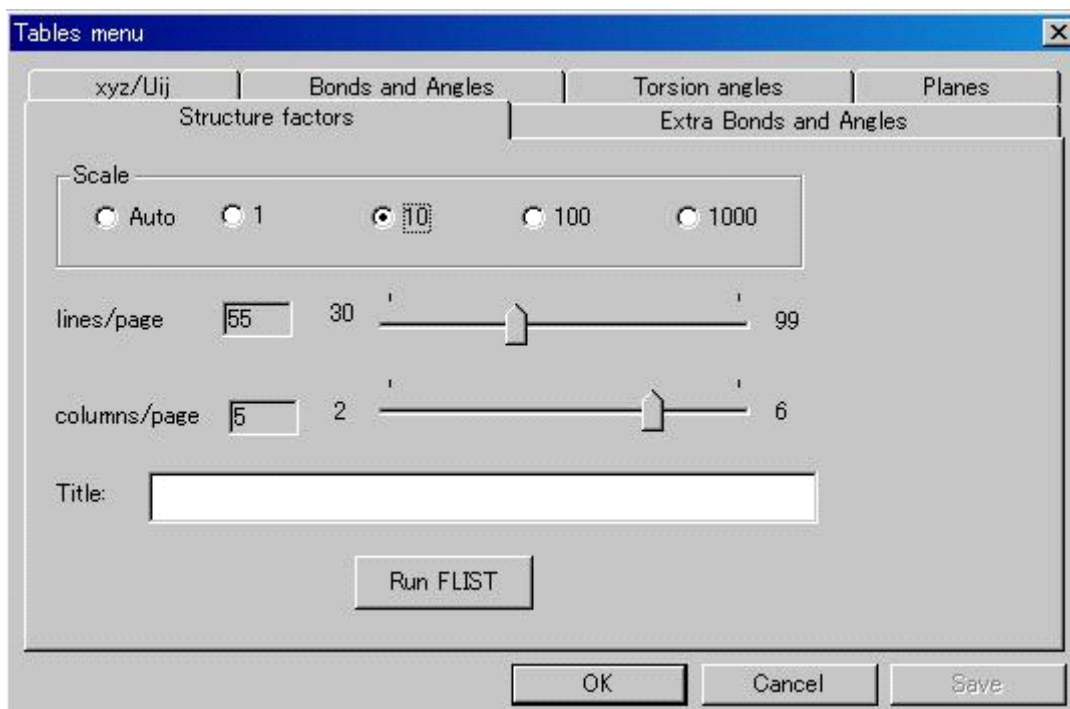 Tables menu
xyz/Uij Bonds and Angles Torsion angles Planes
Structure factors Extra Bonds and Angles
Scale
Auto 1 10 100 1000
lines/page 55 30 99
columns/page 5 2 6
Title:
Run FLIST
OK Cancel Save